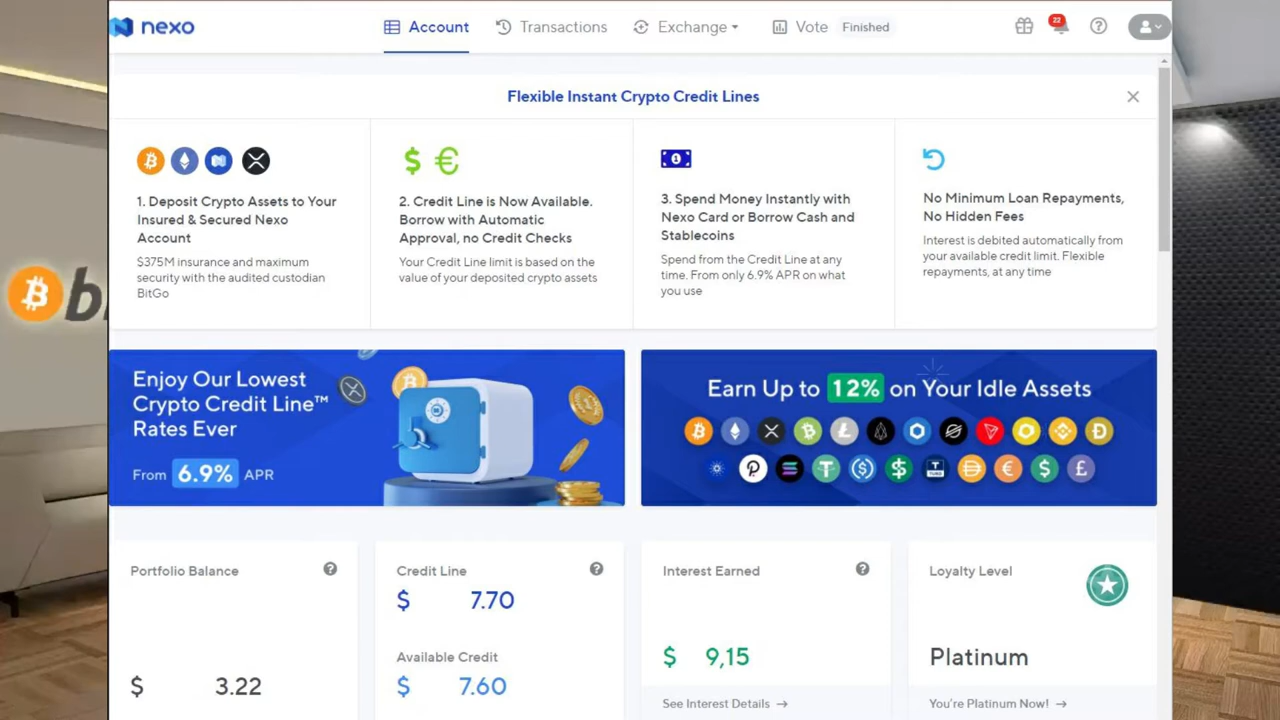 nexo
Account
Transactions
Exchange
Vote
Finished
22
Flexible Instant Crypto Credit Lines
1. Deposit Crypto Assets to Your
Insured & Secured Nexo
Account
$375M insurance and maximum
security with the audited custodian
BitGo
$ €
2. Credit Line is Now Available.
Borrow with Automatic
Approval, no Credit Checks
Your Credit Line limit is based on the
value of your deposited crypto assets
3. Spend Money Instantly with
Nexo Card or Borrow Cash and
Stablecoins
Spend from the Credit Line at any
time. From only 6.9% APR on what
you use
No Minimum Loan Repayments,
No Hidden Fees
Interest is debited automatically from
your available credit limit. Flexible
repayments, at any time
Enjoy Our Lowest
Crypto Credit Line™
Rates Ever
From 6.9% APR
Earn Up to 12% on Your Idle Assets
Portfolio Balance
$ 3.22
Credit Line
$ 7.70
Available Credit
$ 7.60
Interest Earned
$ 9,15
See Interest Details →
Loyalty Level
Platinum
You're Platinum Now! →